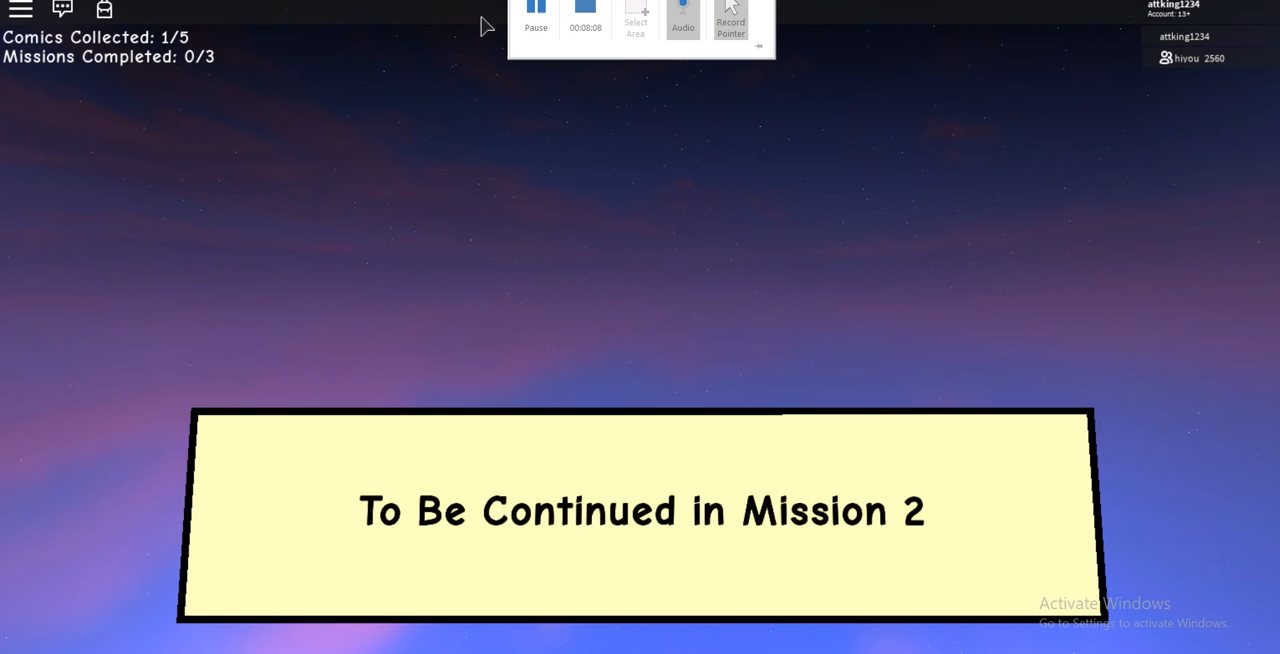 attking1234
Account: 13+
Comics Collected: 1/5
Missions Completed: 0/3
Pause
00:08:08
Select
Area
Audio
Record
Pointer
attking1234
hiyou 2560
To Be Continued in Mission 2
Activate Windows
Go to Settings to activate Windows.